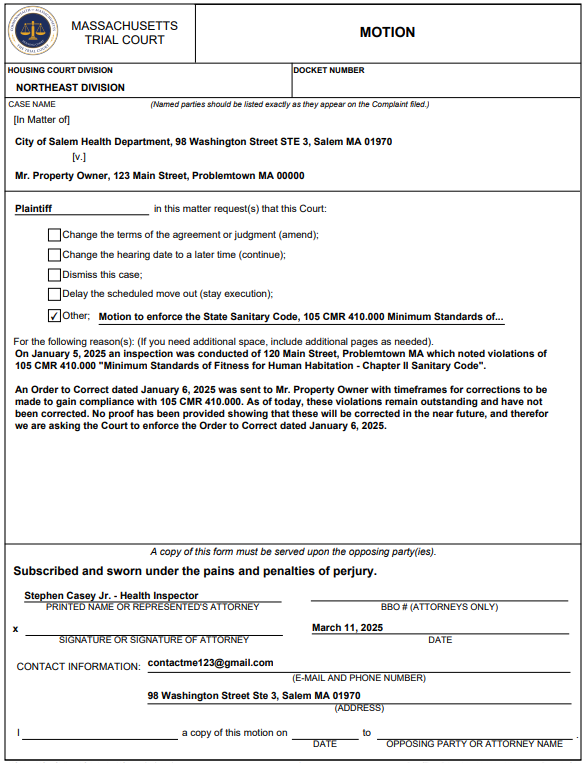 MASSACHUSETTS
TRIAL COURT
MOTION
HOUSING COURT DIVISION
DOCKET NUMBER
NORTHEAST DIVISION
CASE NAME
(Named parties should be listed exactly as they appear on the Complaint filed.)
[In Matter of]
City of Salem Health Department, 98 Washington Street STE 3, Salem MA 01970
[v.]
Mr. Property Owner, 123 Main Street, Problemtown MA 00000
Plaintiff in this matter request(s) that this Court:
Change the terms of the agreement or judgment (amend);
Change the hearing date to a later time (continue);
Dismiss this case;
Delay the scheduled move out (stay execution);
✓ Other; Motion to enforce the State Sanitary Code, 105 CMR 410.000 Minimum Standards of...
For the following reason(s): (If you need additional space, include additional pages as needed).
On January 5, 2025 an inspection was conducted of 120 Main Street, Problemtown MA which noted violations of
105 CMR 410.000 "Minimum Standards of Fitness for Human Habitation - Chapter II Sanitary Code".
An Order to Correct dated January 6, 2025 was sent to Mr. Property Owner with timeframes for corrections to be
made to gain compliance with 105 CMR 410.000. As of today, these violations remain outstanding and have not
been corrected. No proof has been provided showing that these will be corrected in the near future, and therefor
we are asking the Court to enforce the Order to Correct dated January 6, 2025.
A copy of this form must be served upon the opposing party(ies).
Subscribed and sworn under the pains and penalties of perjury.
Stephen Casey Jr. - Health Inspector
PRINTED NAME OR REPRESENTED'S ATTORNEY
BBO # (ATTORNEYS ONLY)
x
March 11, 2025
SIGNATURE OR SIGNATURE OF ATTORNEY
DATE
CONTACT INFORMATION: contactme123@gmail.com
(E-MAIL AND PHONE NUMBER)
98 Washington Street Ste 3, Salem MA 01970
(ADDRESS)
I a copy of this motion on to .
DATE
OPPOSING PARTY OR ATTORNEY NAME